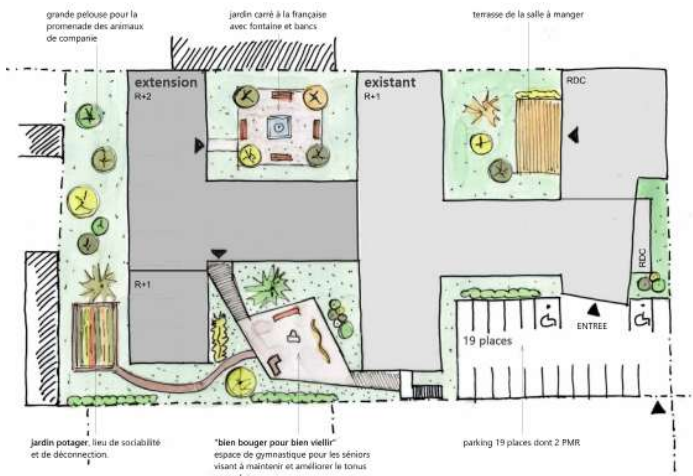 grande pelouse pour la
promenade des animaux
de companie
jardin carré à la française
avec fontaine et bancs
terrasse de la salle à manger
extension
R+2
existant
R+1
RDC
R+1
RDC
ENTREE
19 places
jardin potager, lieu de sociabilité
et de déconnection.
"bien bouger pour bien viellir"
espace de gymnastique pour les séniors
visant à maintenir et améliorer le tonus
parking 19 places dont 2 PMR